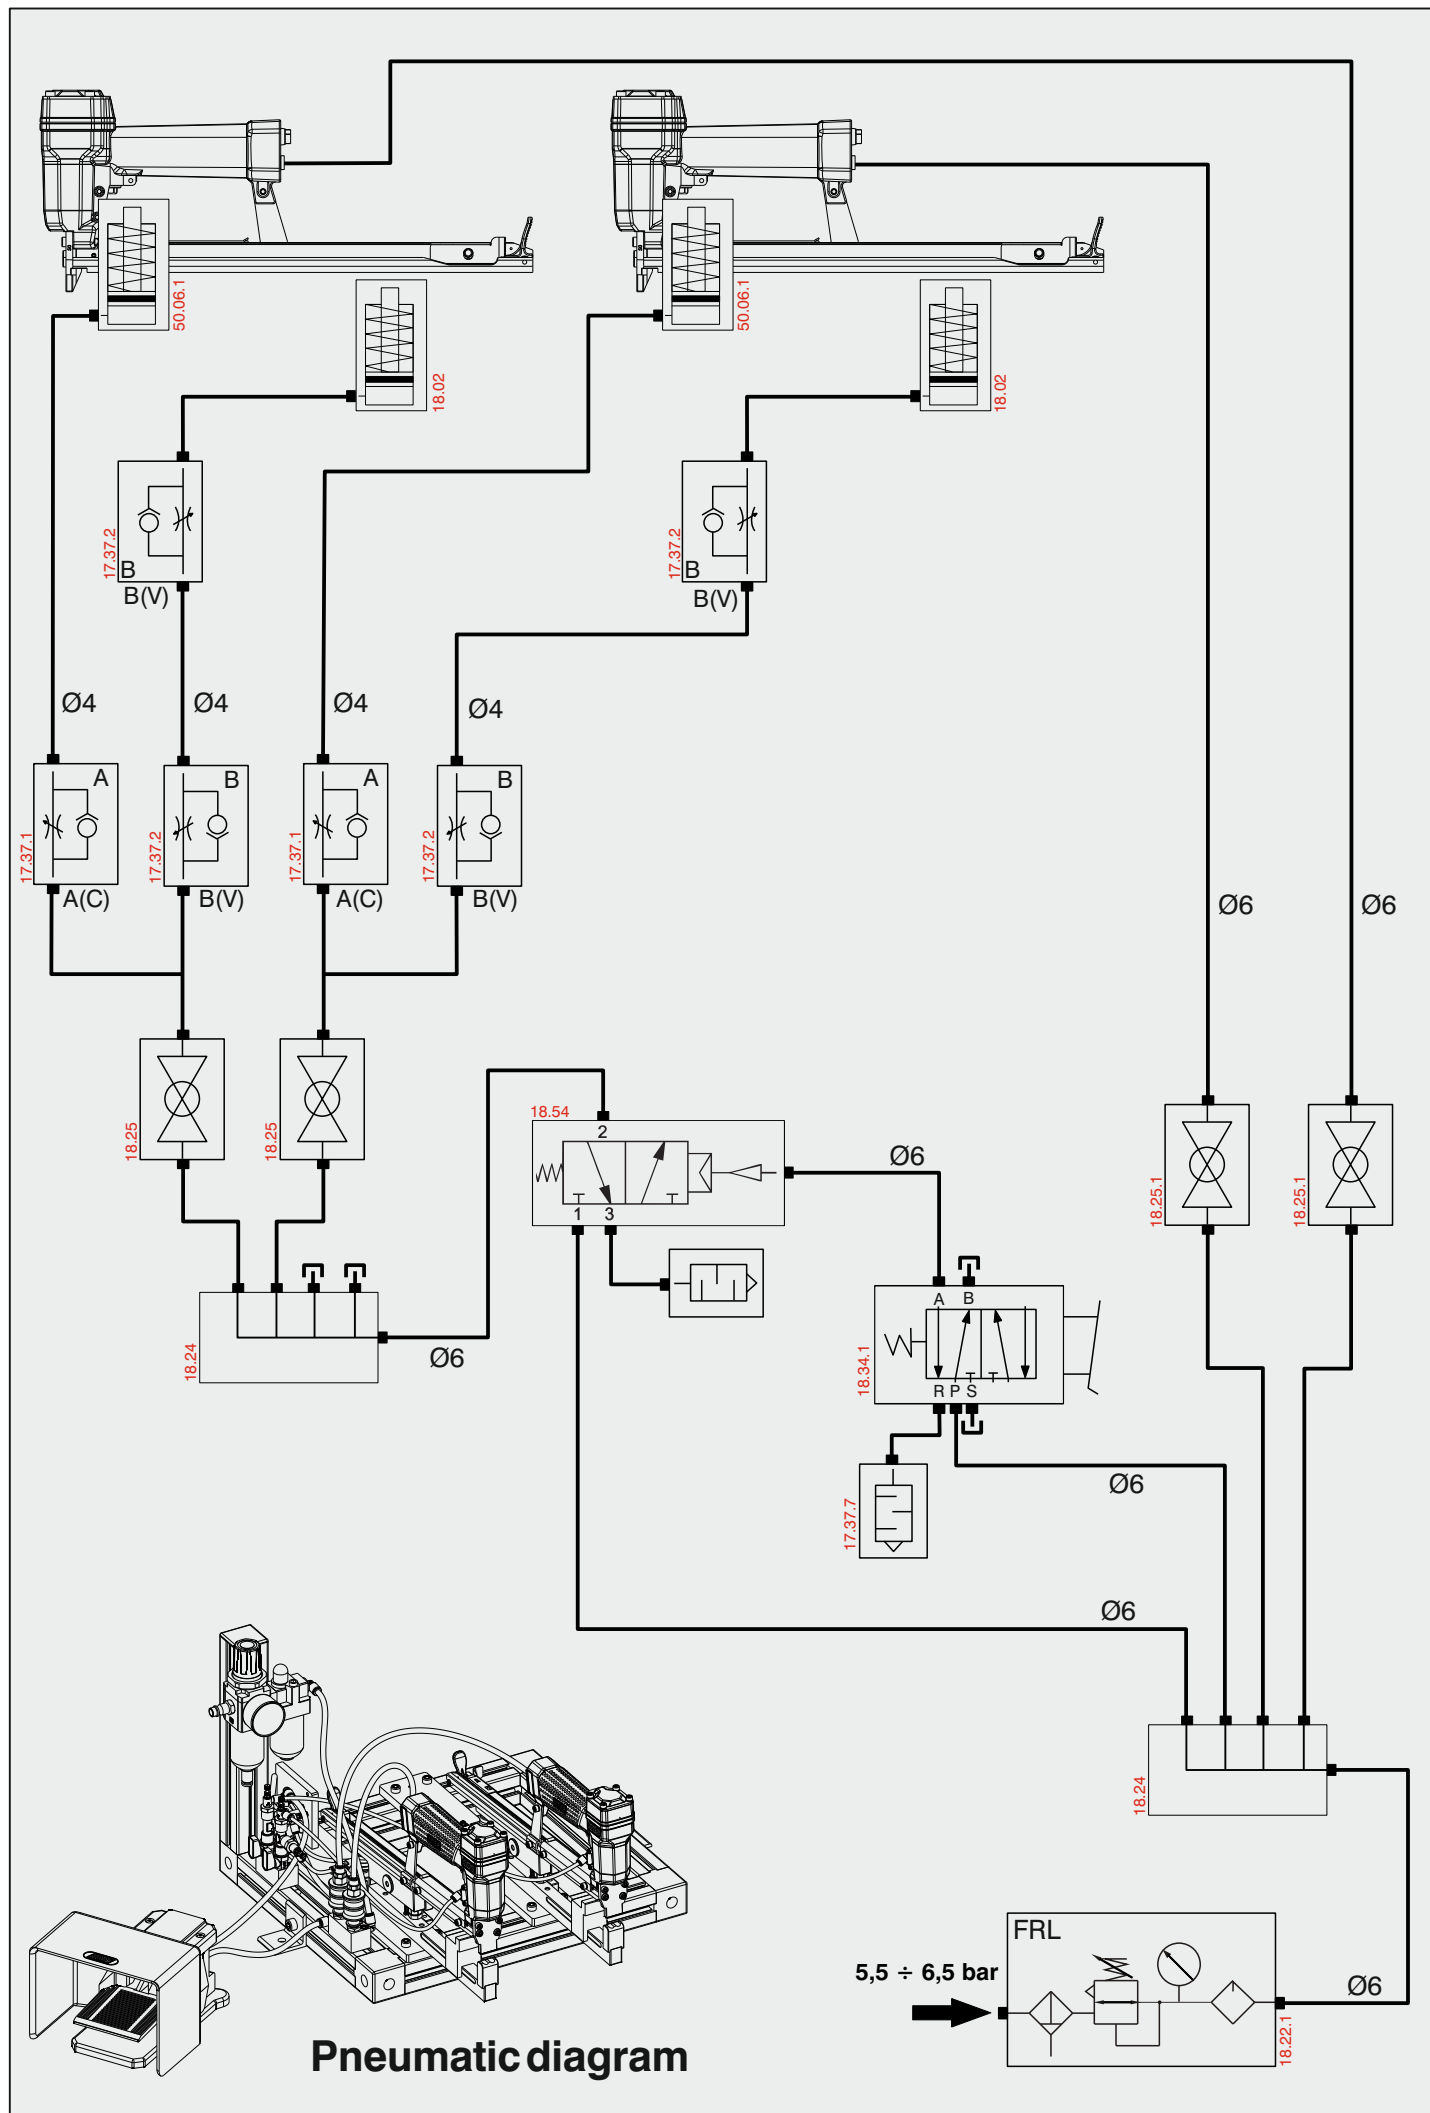 50.06.1
50.06.1
18.02
18.02
17.37.2
B
B(V)
17.37.2
B
B(V)
Ø4
Ø4
Ø4
Ø4
A
B
A
B
17.37.1
17.37.2
17.37.1
17.37.2
A(C)
B(V)
A(C)
B(V)
Ø6
Ø6
18.25
18.25
18.54
2
1
3
Ø6
18.25.1
18.25.1
18.24
Ø6
A B
18.34.1
R P S
17.37.7
Ø6
Ø6
18.24
FRL
5,5 ÷ 6,5 bar
Ø6
18.22.1
Pneumatic diagram